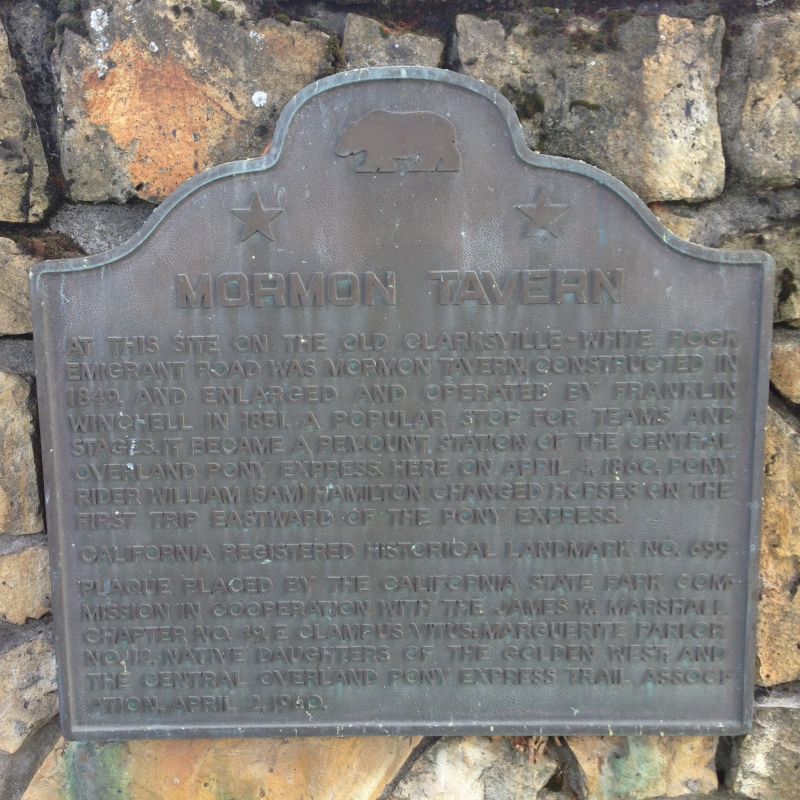 MORMON TAVERN
AT THIS SITE ON THE OLD CLARKSVILLE-WHITE ROCK
EMIGRANT ROAD WAS MORMON TAVERN. CONSTRUCTED IN
1849, AND ENLARGED AND OPERATED BY FRANKLIN
WINCHELL IN 1851. A POPULAR STOP FOR TEAMS AND
STAGES, IT BECAME A REMOUNT STATION OF THE CENTRAL
OVERLAND PONY EXPRESS. HERE ON APRIL 4, 1860, PONY
RIDER WILLIAM (SAM) HAMILTON CHANGED HORSES ON THE
FIRST TRIP EASTWARD OF THE PONY EXPRESS.
CALIFORNIA REGISTERED HISTORICAL LANDMARK NO. 699
PLAQUE PLACED BY THE CALIFORNIA STATE PARK COM-
MISSION IN COOPERATION WITH THE JAMES W. MARSHALL
CHAPTER NO. 49, E CLAMPUS VITUS; MARGUERITE PARLOR
NO. 12, NATIVE DAUGHTERS OF THE GOLDEN WEST; AND
THE CENTRAL OVERLAND PONY EXPRESS TRAIL ASSOCI-
ATION, APRIL 2, 1960.